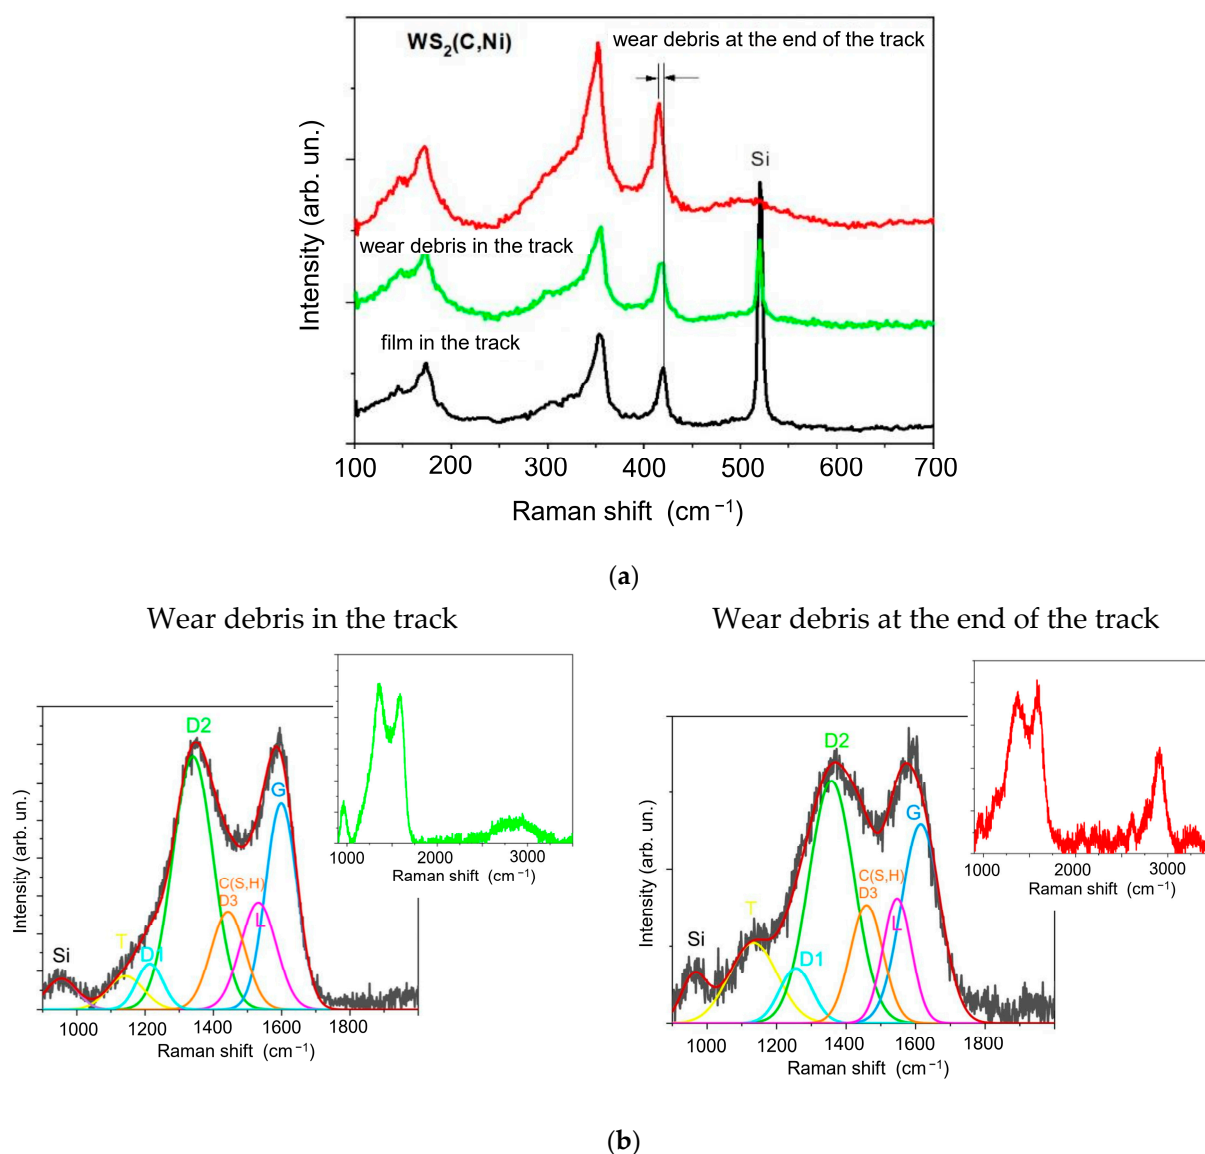 WS2(C,Ni)
wear debris at the end of the track
Si
wear debris in the track
film in the track
Intensity (arb. un.)
100 200 300 400 500 600 700
Raman shift (cm−1)
(a)
Wear debris in the track
D2
G
C(S,H)
D3
L
T
D1
Si
Intensity (arb. un.)
1000 1200 1400 1600 1800
Raman shift (cm−1)
1000 2000 3000
Raman shift (cm−1)
Wear debris at the end of the track
D2
G
C(S,H)
D3
L
T
D1
Si
Intensity (arb. un.)
1000 1200 1400 1600 1800
Raman shift (cm−1)
1000 2000 3000
Raman shift (cm−1)
(b)